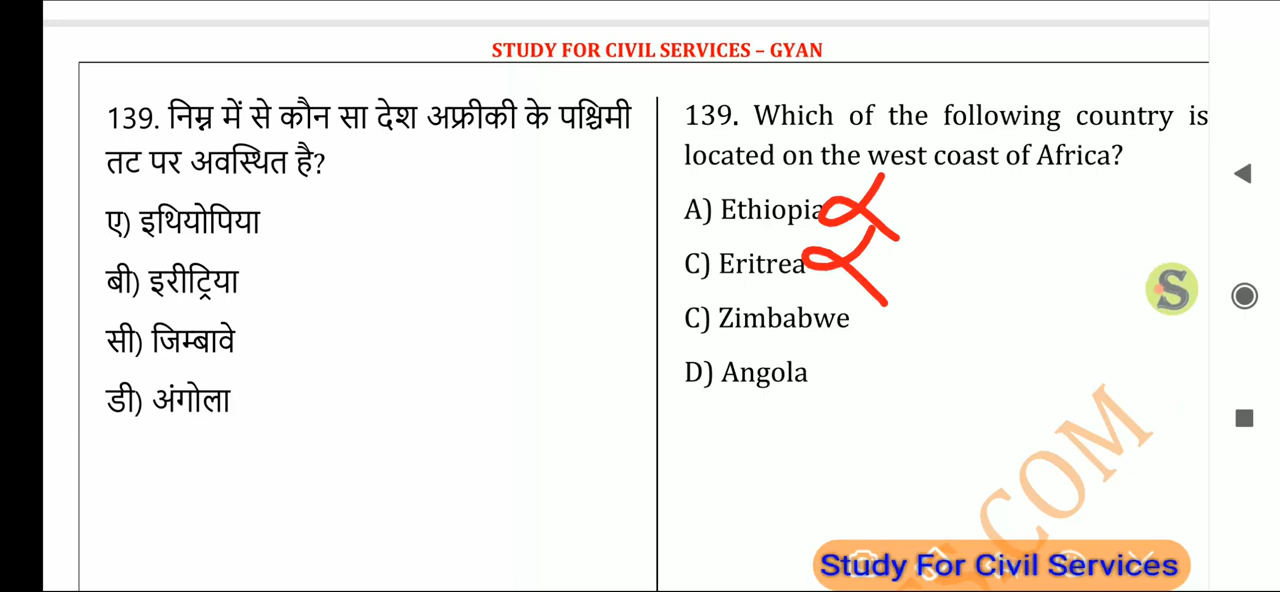 STUDY FOR CIVIL SERVICES – GYAN
139. निम्न में से कौन सा देश अफ्रीकी के पश्चिमी
तट पर अवस्थित है?
ए) इथियोपिया
बी) इरीट्रिया
सी) जिम्बावे
डी) अंगोला
139. Which of the following country is
located on the west coast of Africa?
A) Ethiopia
C) Eritrea
C) Zimbabwe
D) Angola
S
.COM
Study For Civil Services